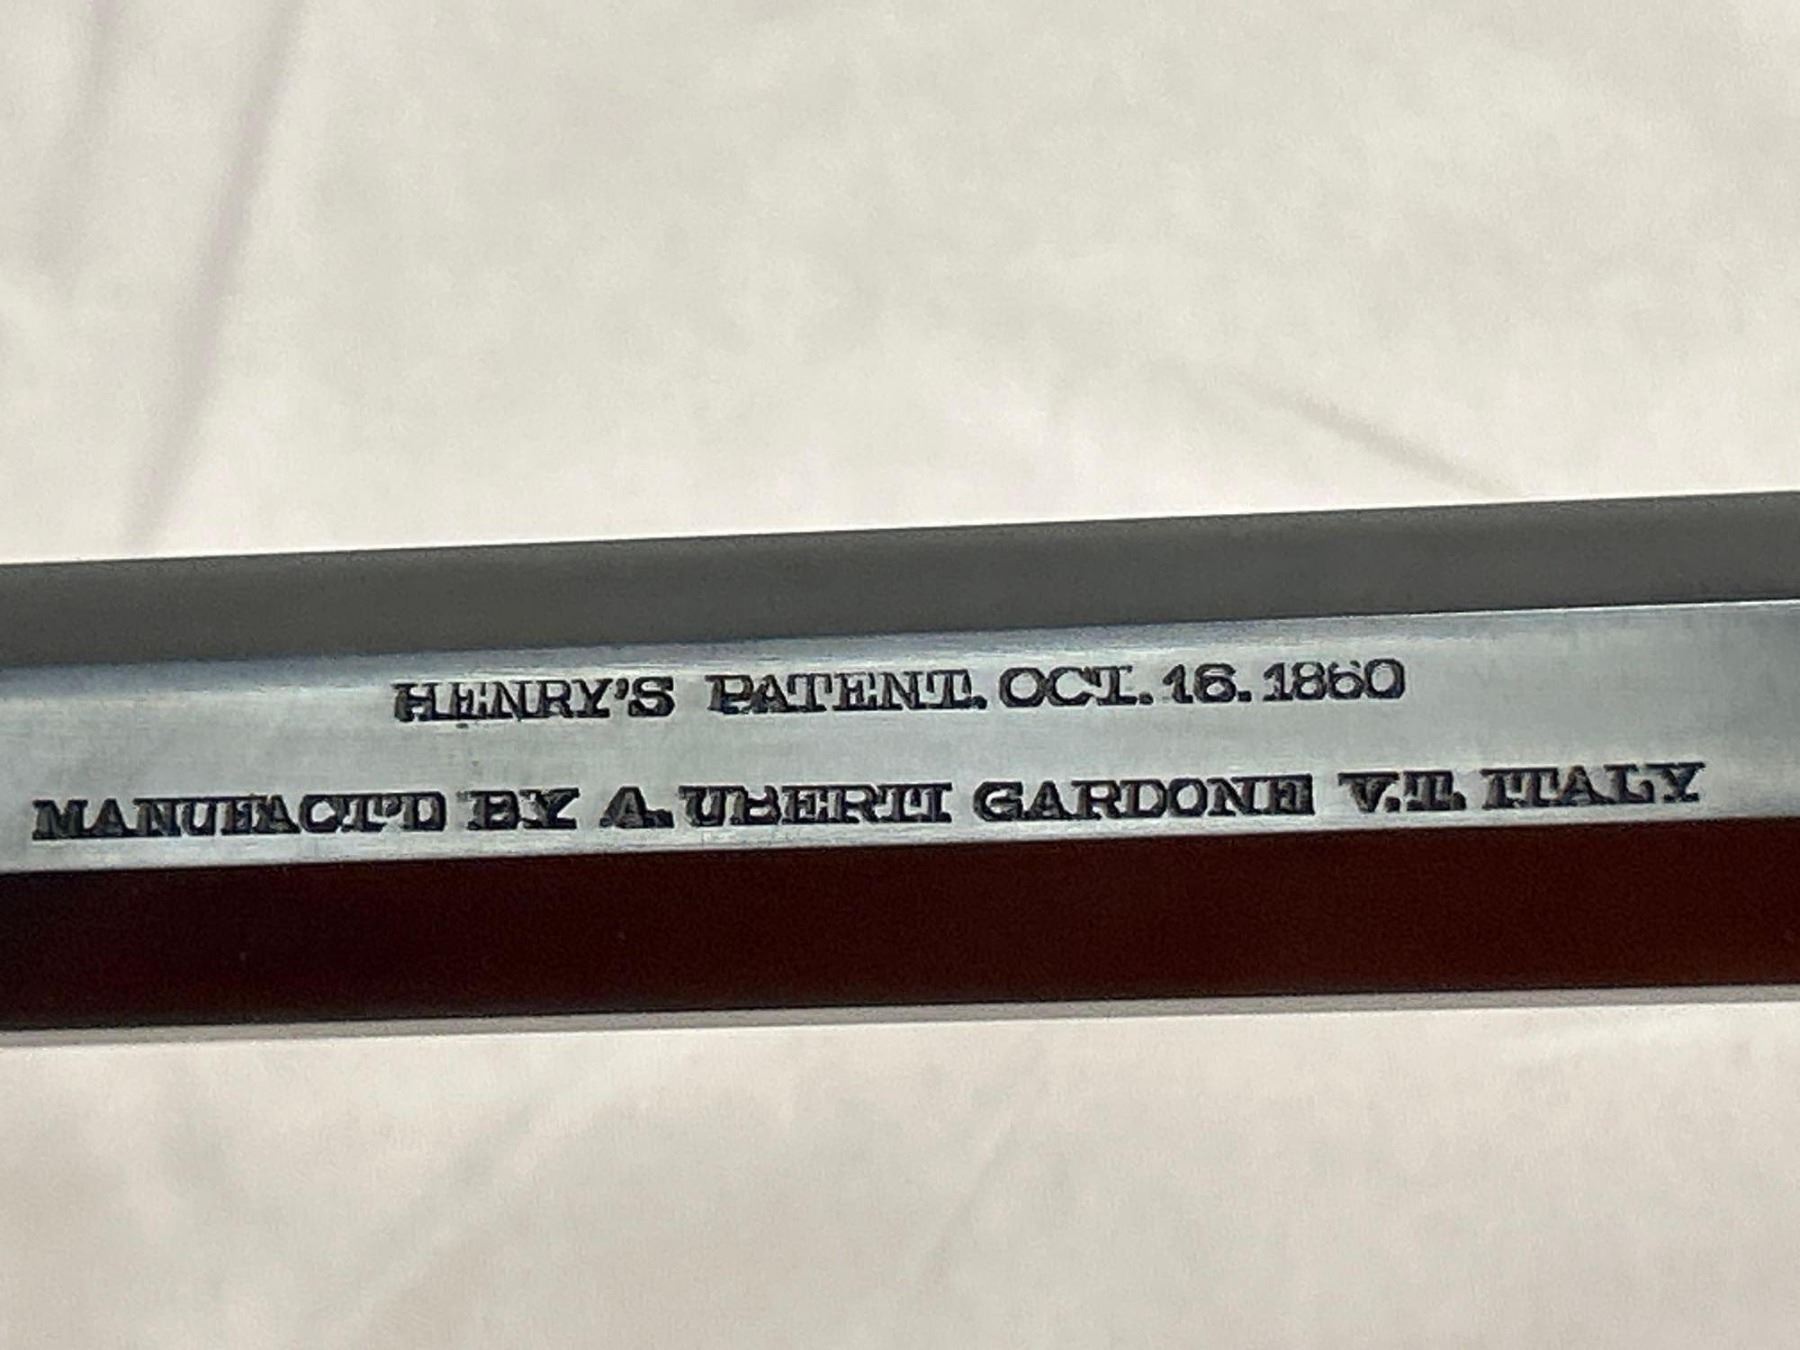 HENRY'S PATENT. OCT. 16. 1860
MANUFACT'D BY A. UBERTI GARDONE V.T. ITALY